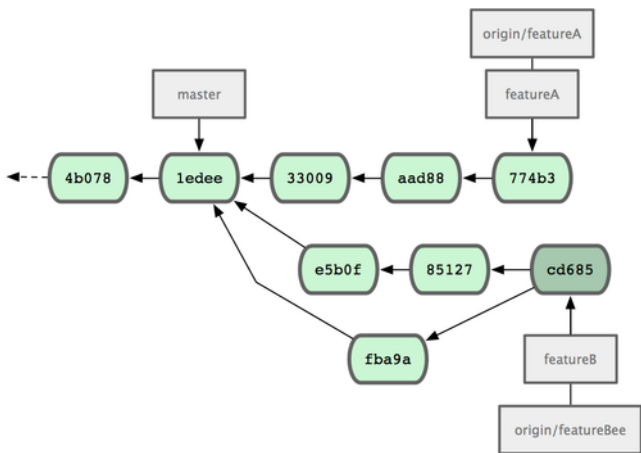 origin/featureA
master
featureA
4b078
1edee
33009
aad88
774b3
e5b0f
85127
cd685
fba9a
featureB
origin/featureBee